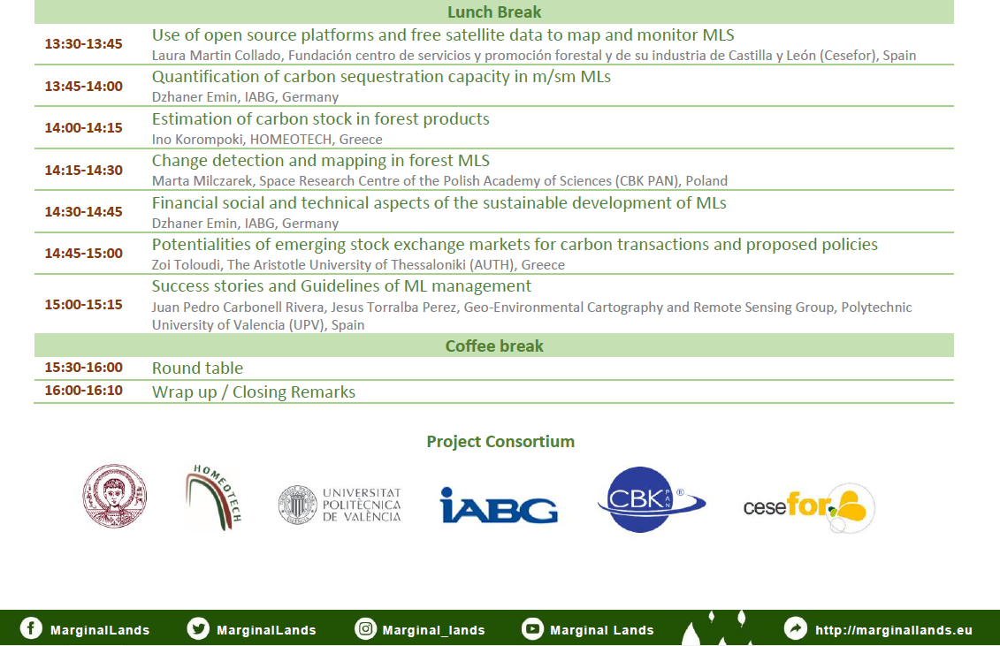 Lunch Break
13:30-13:45
Use of open source platforms and free satellite data to map and monitor MLS
Laura Martin Collado, Fundación centro de servicios y promoción forestal y de su industria de Castilla y León (Cesefor), Spain
13:45-14:00
Quantification of carbon sequestration capacity in m/sm MLs
Dzhaner Emin, IABG, Germany
14:00-14:15
Estimation of carbon stock in forest products
Ino Korompoki, HOMEOTECH, Greece
14:15-14:30
Change detection and mapping in forest MLS
Marta Milczarek, Space Research Centre of the Polish Academy of Sciences (CBK PAN), Poland
14:30-14:45
Financial social and technical aspects of the sustainable development of MLs
Dzhaner Emin, IABG, Germany
14:45-15:00
Potentialities of emerging stock exchange markets for carbon transactions and proposed policies
Zoi Toloudi, The Aristotle University of Thessaloniki (AUTH), Greece
15:00-15:15
Success stories and Guidelines of ML management
Juan Pedro Carbonell Rivera, Jesus Torralba Perez, Geo-Environmental Cartography and Remote Sensing Group, Polytechnic
University of Valencia (UPV), Spain
Coffee break
15:30-16:00
Round table
16:00-16:10
Wrap up / Closing Remarks
Project Consortium
HOMEOTECH
UNIVERSITAT
POLITÈCNICA
DE VALÈNCIA
iABG
CBK
PAN
®
cesefor
MarginalLands
MarginalLands
Marginal_lands
Marginal Lands
http://marginallands.eu